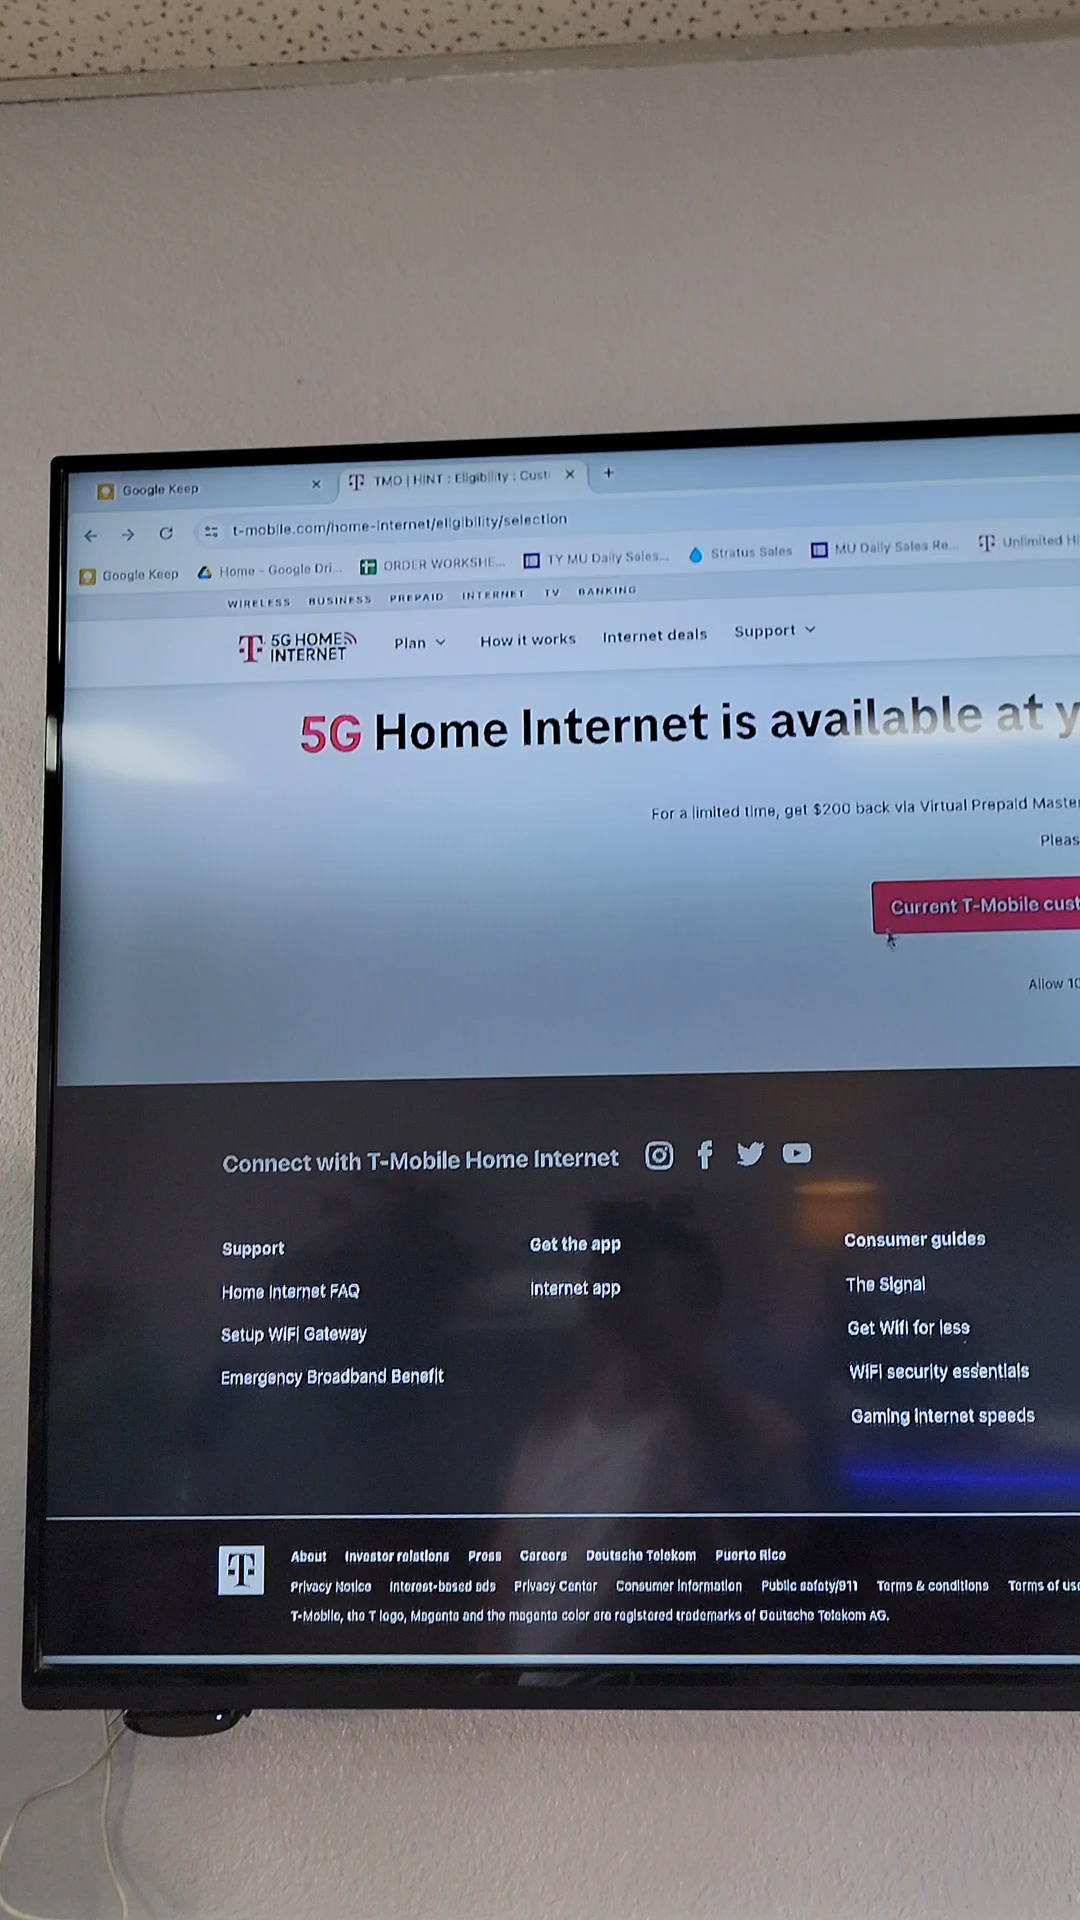 Google Keep
TMO | HINT : Eligibility : Cust
t-mobile.com/home-internet/eligibility/selection
Google Keep Home - Google Dri... ORDER WORKSHE... TY MU Daily Sales... Stratus Sales MU Daily Sales Re... Unlimited HI
WIRELESS BUSINESS PREPAID INTERNET TV BANKING
5G HOME
INTERNET
Plan How it works Internet deals Support
5G Home Internet is available at y
For a limited time, get $200 back via Virtual Prepaid Master
Pleas
Current T-Mobile cust
Allow 10
Connect with T-Mobile Home Internet
Support
Home Internet FAQ
Setup WiFi Gateway
Emergency Broadband Benefit
Get the app
Internet app
Consumer guides
The Signal
Get Wifi for less
WiFi security essentials
Gaming internet speeds
T
About Investor relations Press Careers Deutsche Telekom Puerto Rico
Privacy Notice Interest-based ads Privacy Center Consumer information Public safety/911 Terms & conditions Terms of use
T-Mobile, the T logo, Magenta and the magenta color are registered trademarks of Deutsche Telekom AG.